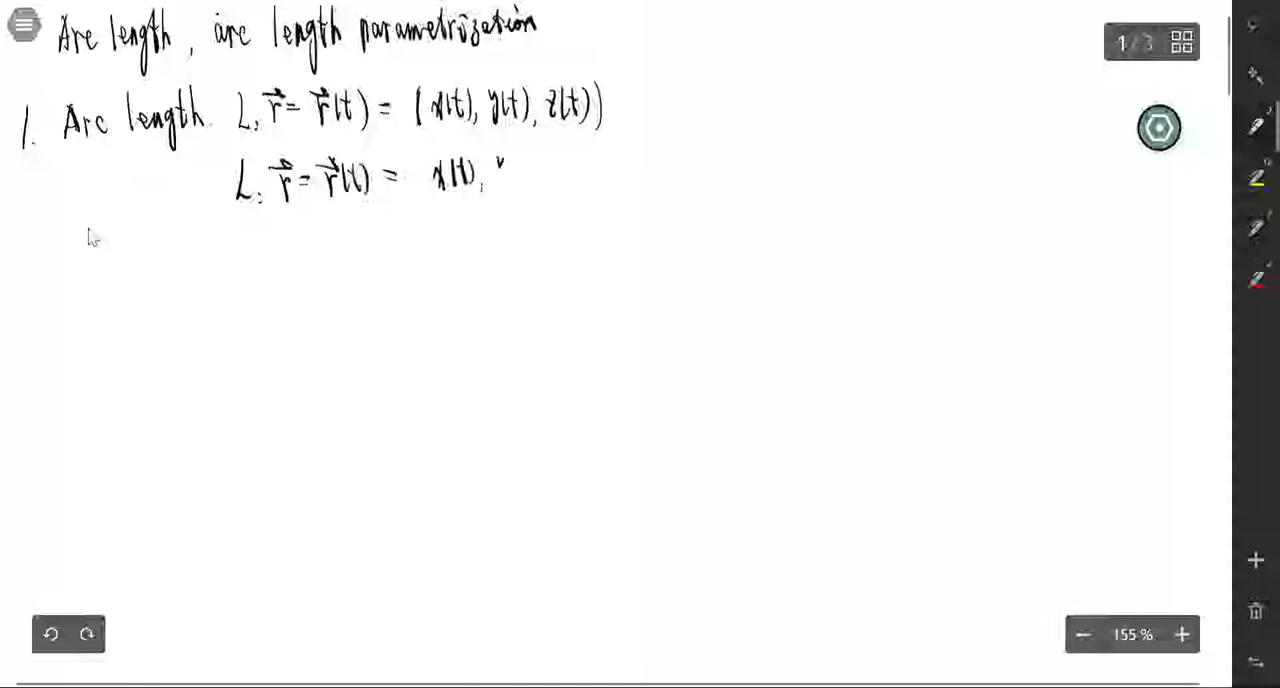 Arc length, arc length parametrization
1/3
1. Arc length. L: r⃗ = r⃗(t) = (x(t), y(t), z(t))
L: r⃗ = r⃗(t) = x(t),
155 %